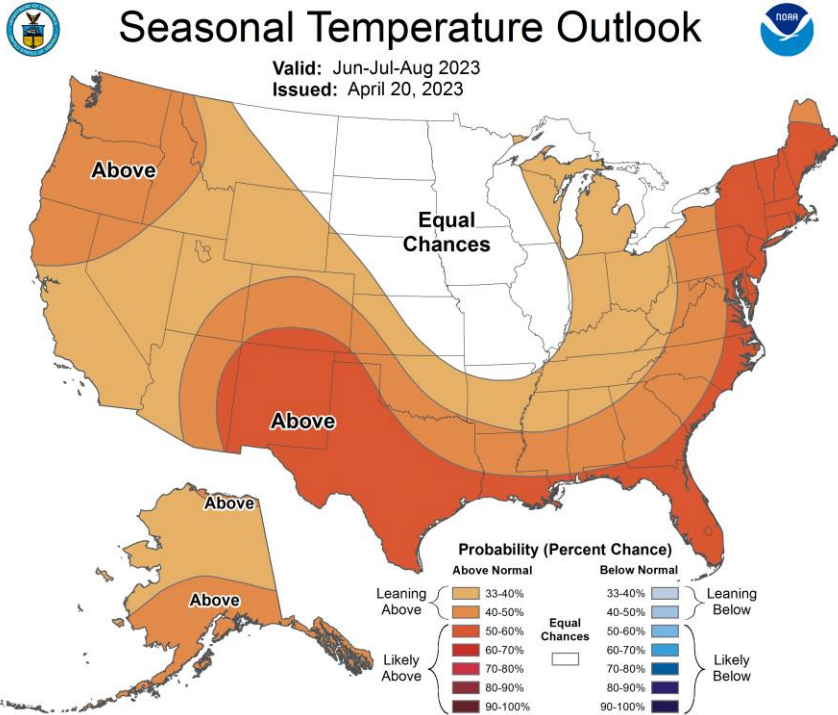 Seasonal Temperature Outlook
NOAA
Valid: Jun-Jul-Aug 2023
Issued: April 20, 2023
Above
Equal
Chances
Above
Above
Above
Probability (Percent Chance)
Above Normal
Below Normal
Leaning
Above
33-40%
40-50%
Likely
Above
50-60%
60-70%
70-80%
80-90%
90-100%
Equal
Chances
33-40%
40-50%
Leaning
Below
50-60%
60-70%
70-80%
80-90%
90-100%
Likely
Below